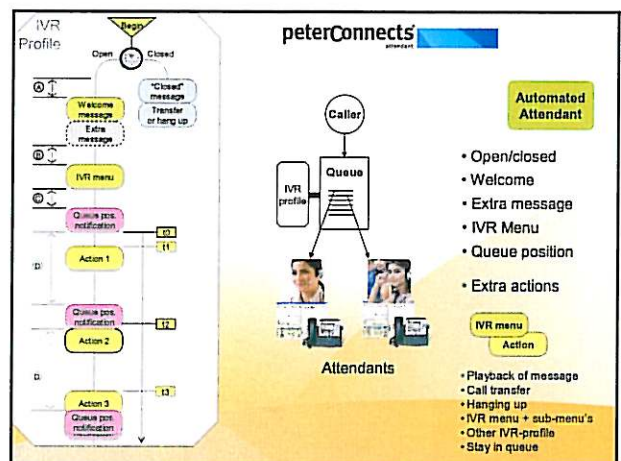 IVR
Profile
Begin
Open
Closed
A
"Closed"
message
Transfer
or hang up
Welcome
message
Extra
message
B
IVR menu
C
Queue pos.
notification
t0
t1
D.
Action 1
Queue pos.
notification
t2
Action 2
D.
t3
Action 3
Queue pos.
notification
peterConnects
attendant
Caller
Queue
IVR
profile
Attendants
Automated
Attendant
• Open/closed
• Welcome
• Extra message
• IVR Menu
• Queue position
• Extra actions
IVR menu
Action
• Playback of message
• Call transfer
• Hanging up
• IVR menu + sub-menu's
• Other IVR-profile
• Stay in queue